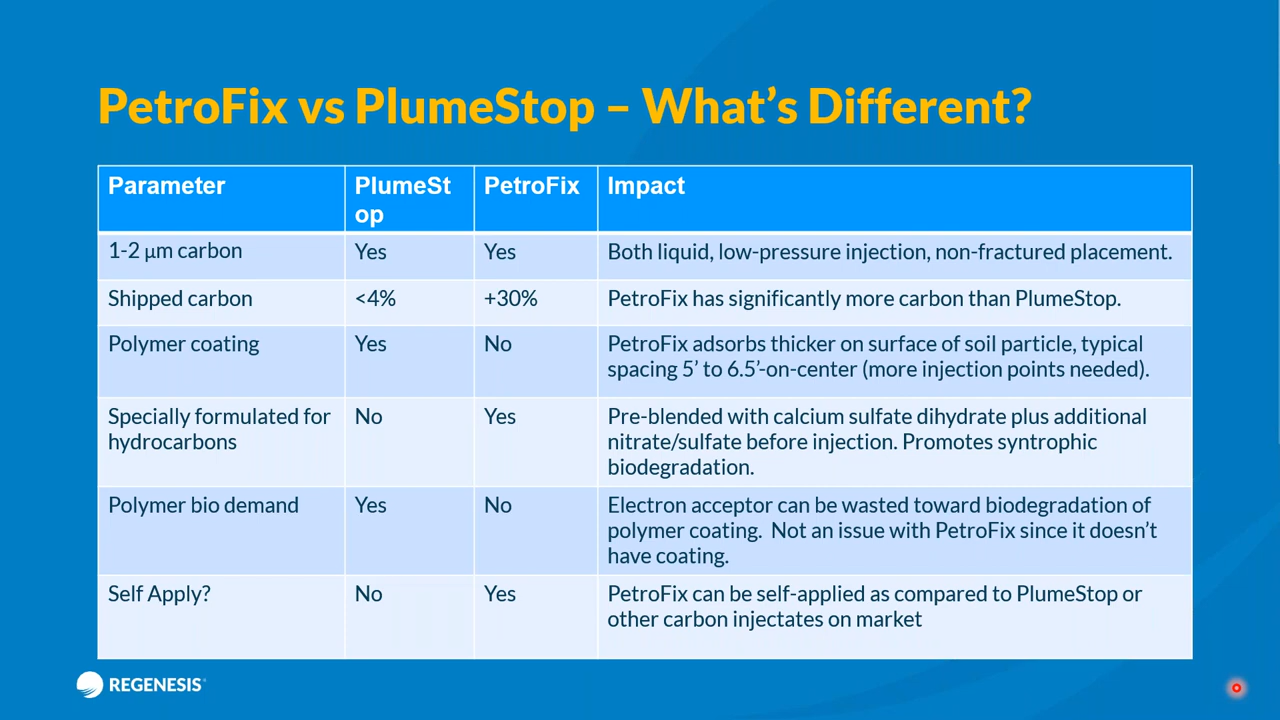 PetroFix vs PlumeStop – What's Different?
Parameter
PlumeSt
op
PetroFix
Impact
1-2 µm carbon
Yes
Yes
Both liquid, low-pressure injection, non-fractured placement.
Shipped carbon
<4%
+30%
PetroFix has significantly more carbon than PlumeStop.
Polymer coating
Yes
No
PetroFix adsorbs thicker on surface of soil particle, typical
spacing 5’ to 6.5’-on-center (more injection points needed).
Specially formulated for
hydrocarbons
No
Yes
Pre-blended with calcium sulfate dihydrate plus additional
nitrate/sulfate before injection. Promotes syntrophic
biodegradation.
Polymer bio demand
Yes
No
Electron acceptor can be wasted toward biodegradation of
polymer coating.  Not an issue with PetroFix since it doesn’t
have coating.
Self Apply?
No
Yes
PetroFix can be self-applied as compared to PlumeStop or
other carbon injectates on market
REGENESIS